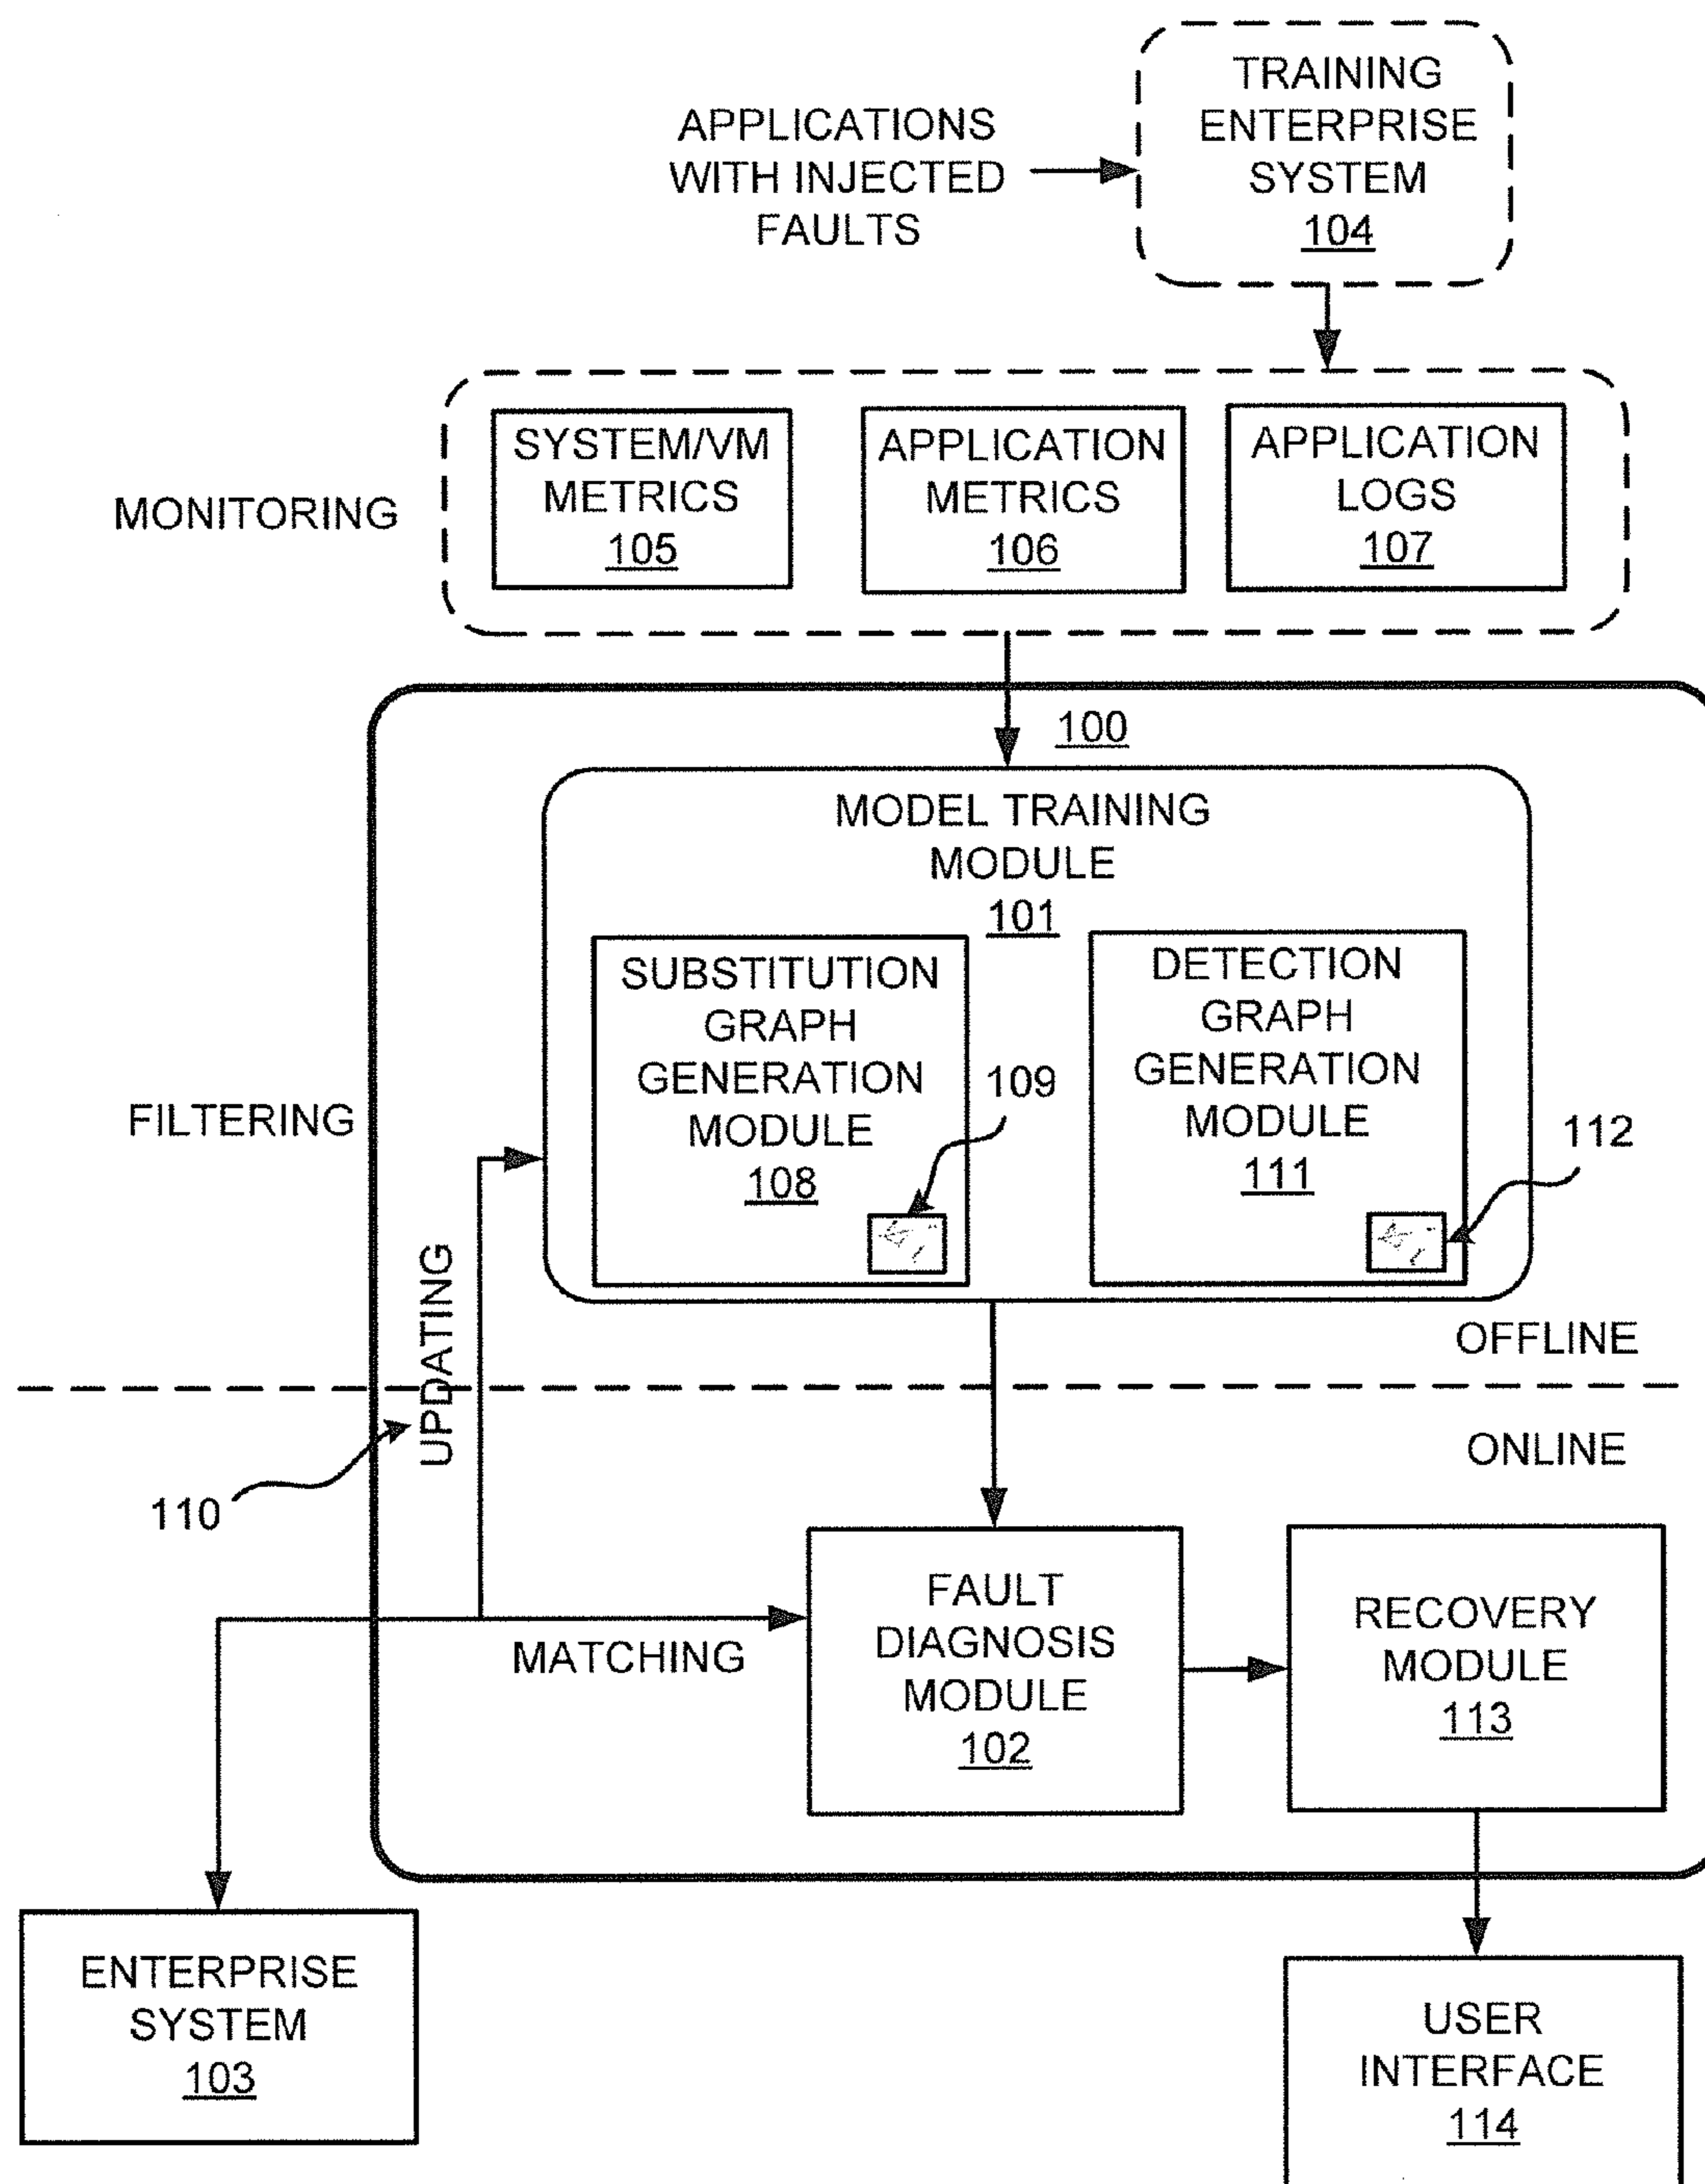 TRAINING
ENTERPRISE
SYSTEM
104
APPLICATIONS
WITH INJECTED
FAULTS
MONITORING
SYSTEM/VM
METRICS
105
APPLICATION
METRICS
106
APPLICATION
LOGS
107
100
MODEL TRAINING
MODULE
101
FILTERING
SUBSTITUTION
GRAPH
GENERATION
MODULE
108
109
DETECTION
GRAPH
GENERATION
MODULE
111
112
OFFLINE
UPDATING
110
ONLINE
MATCHING
FAULT
DIAGNOSIS
MODULE
102
RECOVERY
MODULE
113
ENTERPRISE
SYSTEM
103
USER
INTERFACE
114